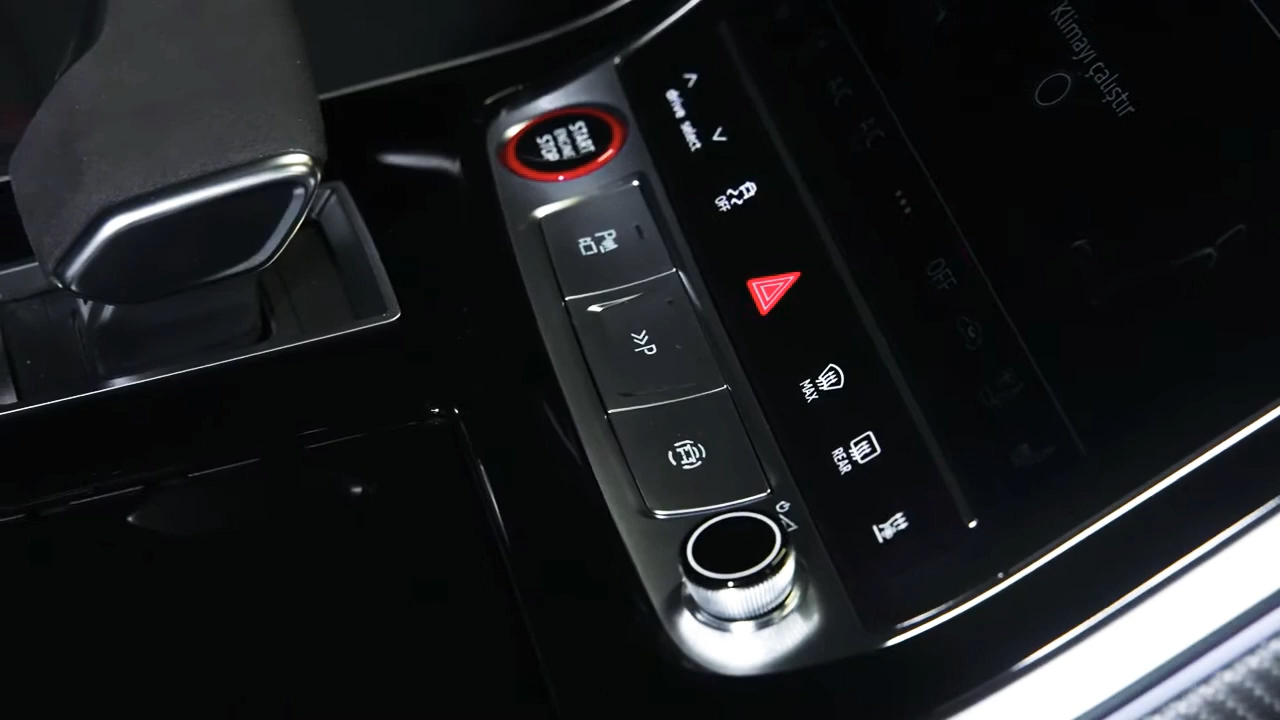 START
ENGINE
STOP
drive select
OFF
P
P
MAX
REAR
Klimayı çalıştır
A/C
OFF